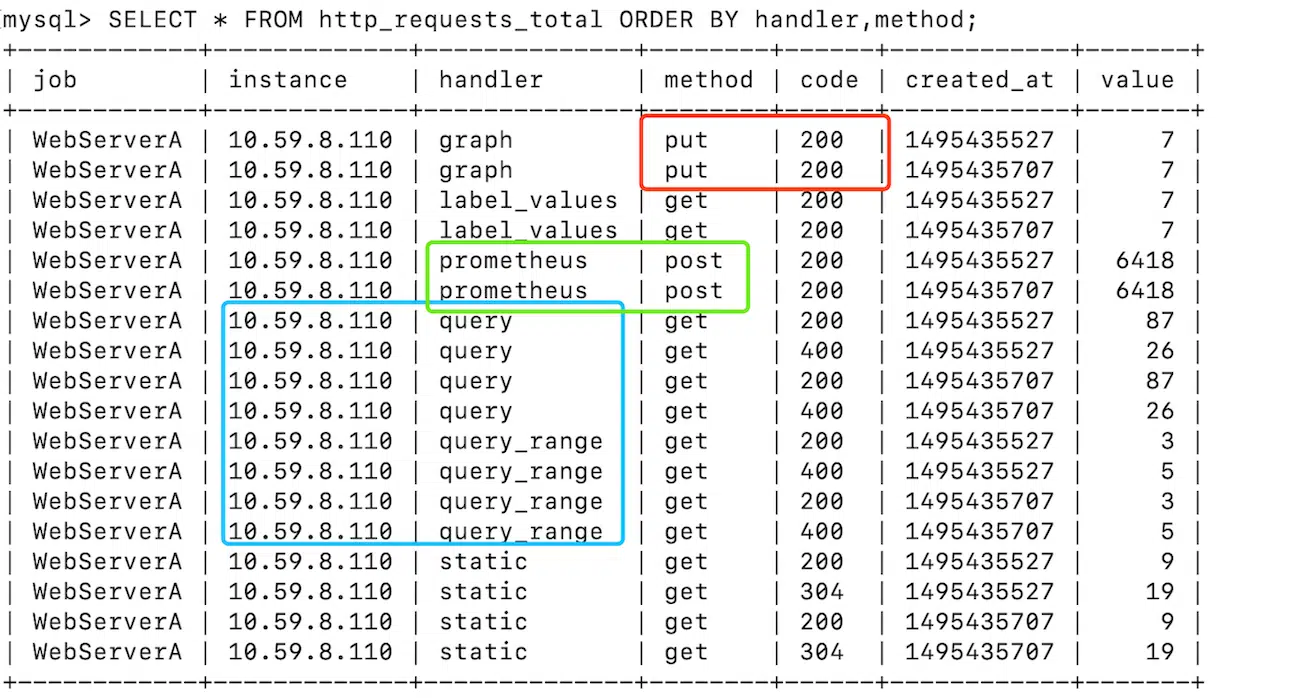 mysql> SELECT * FROM http_requests_total ORDER BY handler,method;
+------------+-------------+--------------+--------+------+------------+-------+
| job | instance | handler | method | code | created_at | value |
+------------+-------------+--------------+--------+------+------------+-------+
| WebServerA | 10.59.8.110 | graph | put | 200 | 1495435527 | 7 |
| WebServerA | 10.59.8.110 | graph | put | 200 | 1495435707 | 7 |
| WebServerA | 10.59.8.110 | label_values | get | 200 | 1495435527 | 7 |
| WebServerA | 10.59.8.110 | label_values | get | 200 | 1495435707 | 7 |
| WebServerA | 10.59.8.110 | prometheus | post | 200 | 1495435527 | 6418 |
| WebServerA | 10.59.8.110 | prometheus | post | 200 | 1495435707 | 6418 |
| WebServerA | 10.59.8.110 | query | get | 200 | 1495435527 | 87 |
| WebServerA | 10.59.8.110 | query | get | 400 | 1495435527 | 26 |
| WebServerA | 10.59.8.110 | query | get | 200 | 1495435707 | 87 |
| WebServerA | 10.59.8.110 | query | get | 400 | 1495435707 | 26 |
| WebServerA | 10.59.8.110 | query_range | get | 200 | 1495435527 | 3 |
| WebServerA | 10.59.8.110 | query_range | get | 400 | 1495435527 | 5 |
| WebServerA | 10.59.8.110 | query_range | get | 200 | 1495435707 | 3 |
| WebServerA | 10.59.8.110 | query_range | get | 400 | 1495435707 | 5 |
| WebServerA | 10.59.8.110 | static | get | 200 | 1495435527 | 9 |
| WebServerA | 10.59.8.110 | static | get | 304 | 1495435527 | 19 |
| WebServerA | 10.59.8.110 | static | get | 200 | 1495435707 | 9 |
| WebServerA | 10.59.8.110 | static | get | 304 | 1495435707 | 19 |
+------------+-------------+--------------+--------+------+------------+-------+